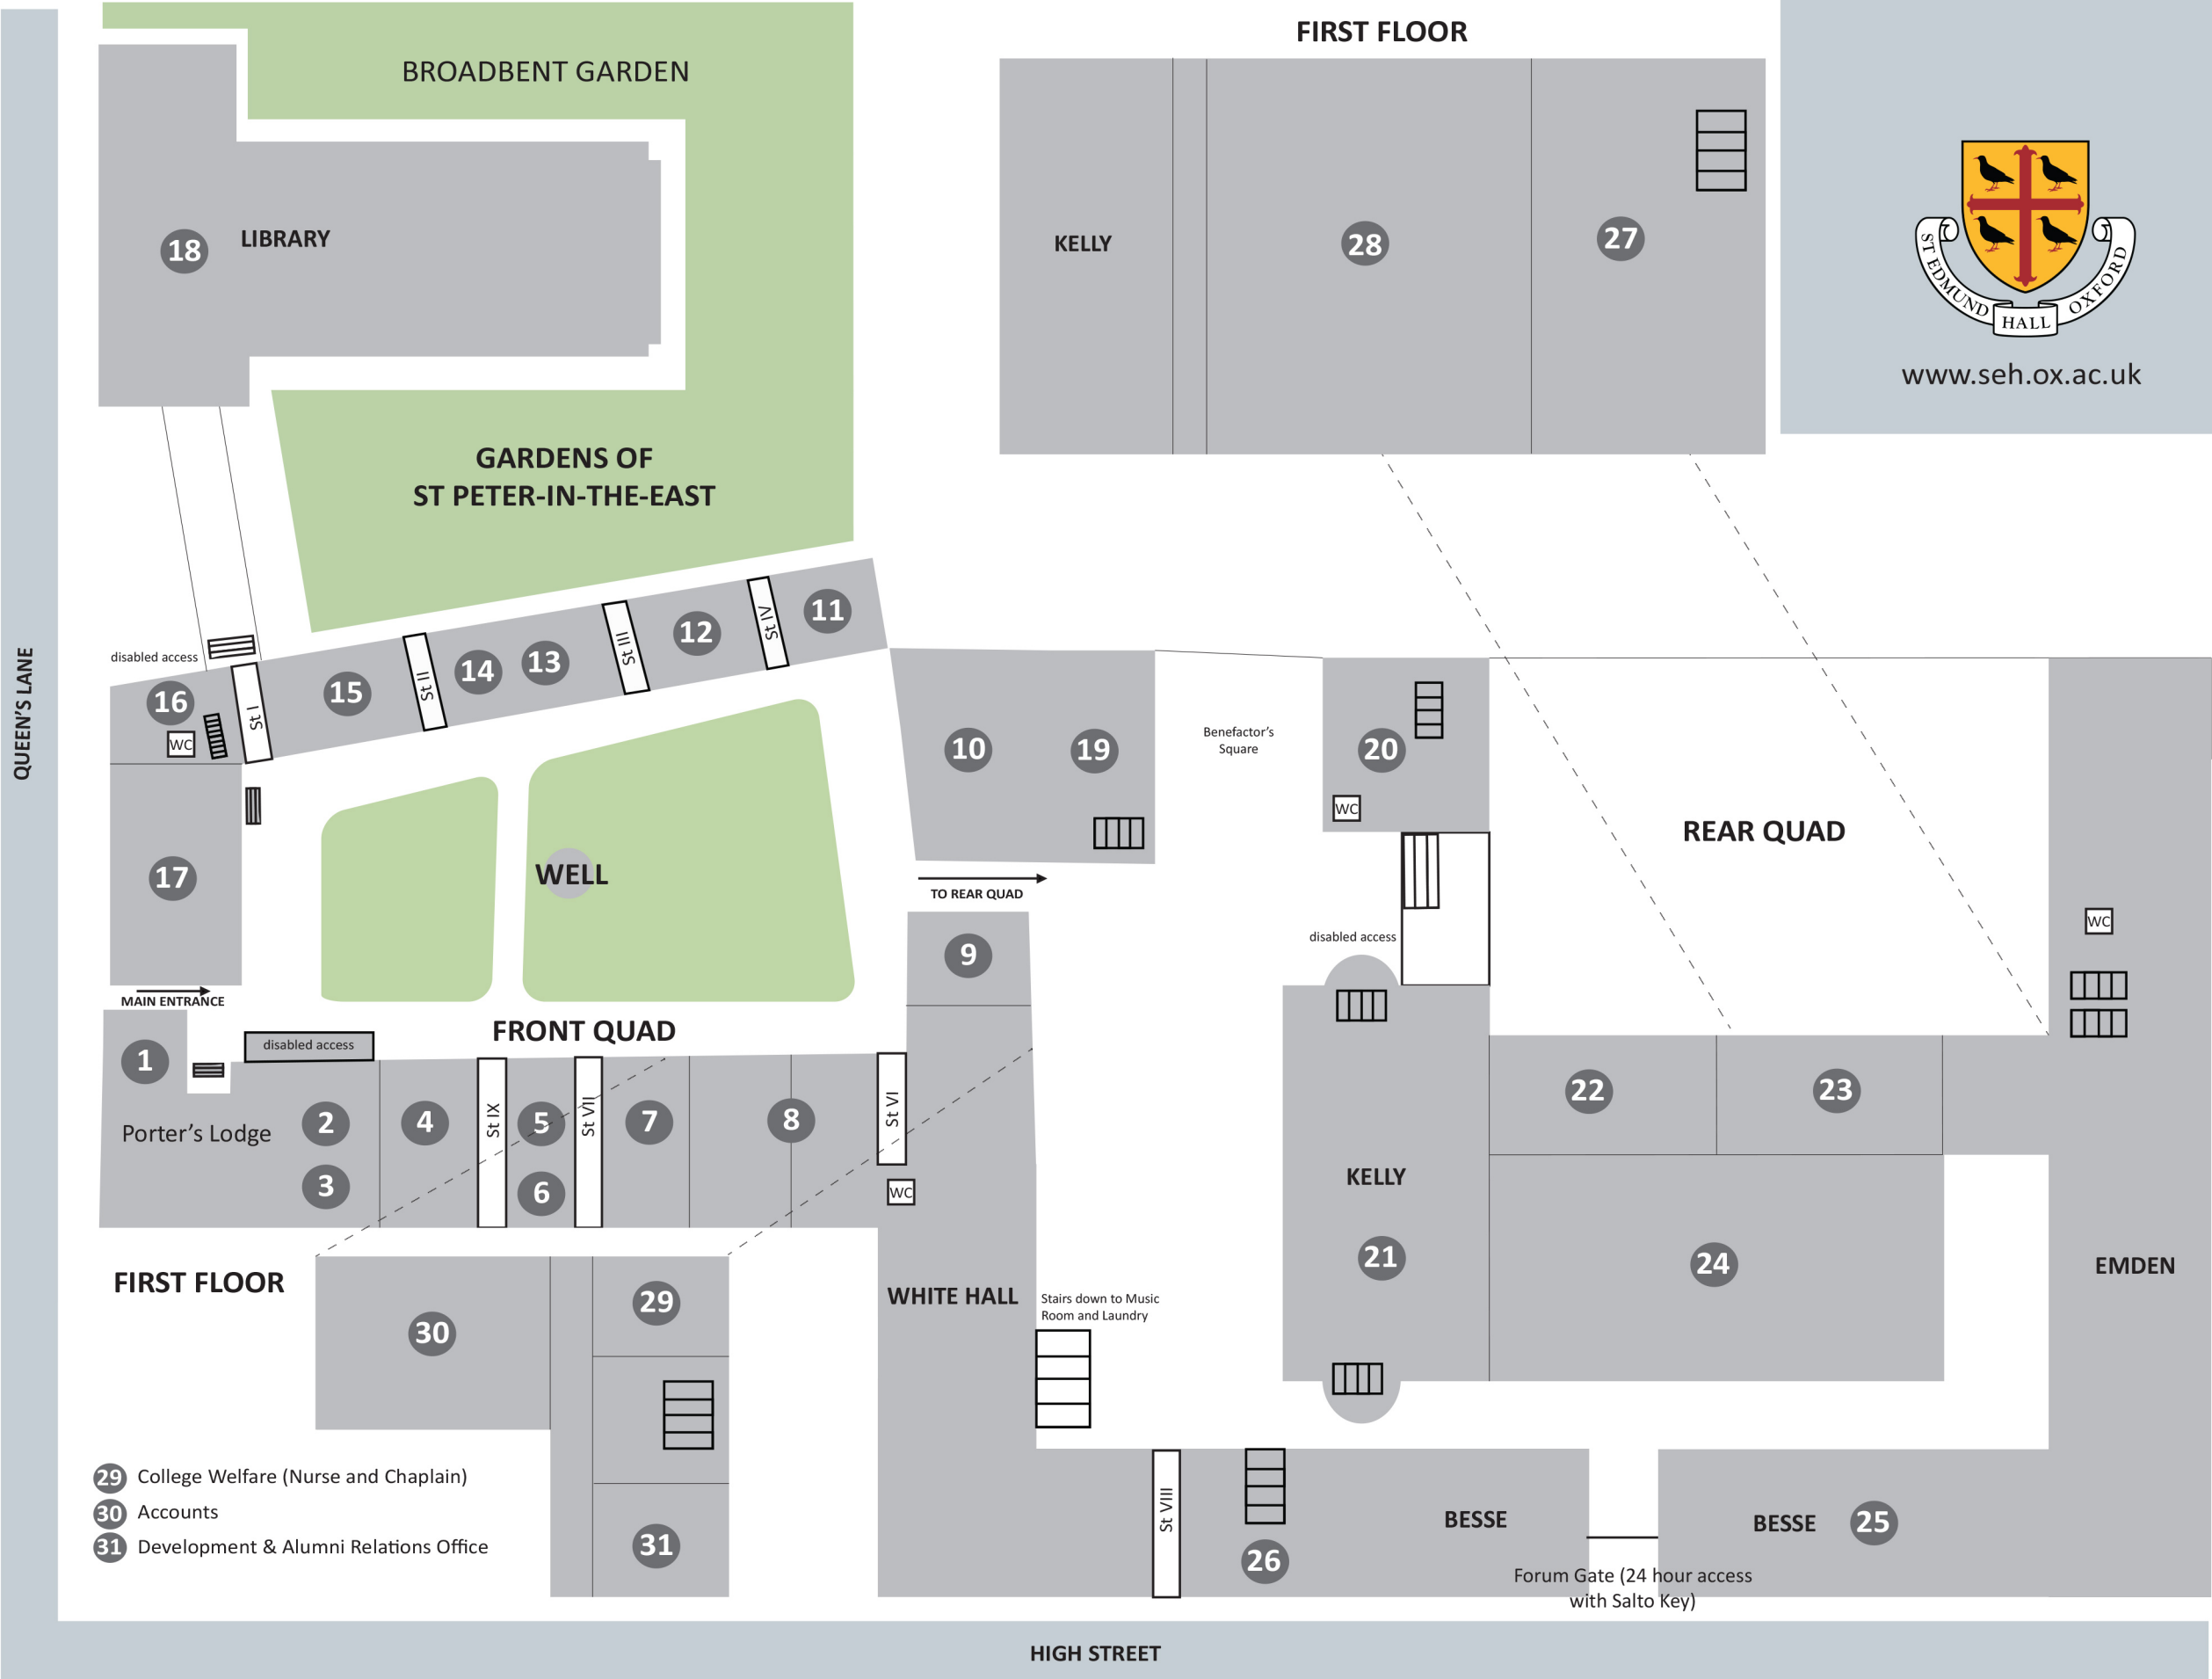 FIRST FLOOR
BROADBENT GARDEN
18 LIBRARY
KELLY
28
27
ST EDMUND HALL OXFORD
www.seh.ox.ac.uk
GARDENS OF
ST PETER-IN-THE-EAST
QUEEN'S LANE
disabled access
16
WC
St I
15
St II
14
13
St III
12
St IV
11
17
WELL
10
19
TO REAR QUAD
Benefactor's
Square
20
WC
REAR QUAD
disabled access
WC
MAIN ENTRANCE
FRONT QUAD
9
1
disabled access
Porter's Lodge
2
3
4
St IX
5
6
St VII
7
8
St VI
WC
22
23
KELLY
21
24
EMDEN
FIRST FLOOR
30
29
31
WHITE HALL
Stairs down to Music
Room and Laundry
29 College Welfare (Nurse and Chaplain)
30 Accounts
31 Development & Alumni Relations Office
St VIII
26
BESSE
BESSE 25
Forum Gate (24 hour access
with Salto Key)
HIGH STREET